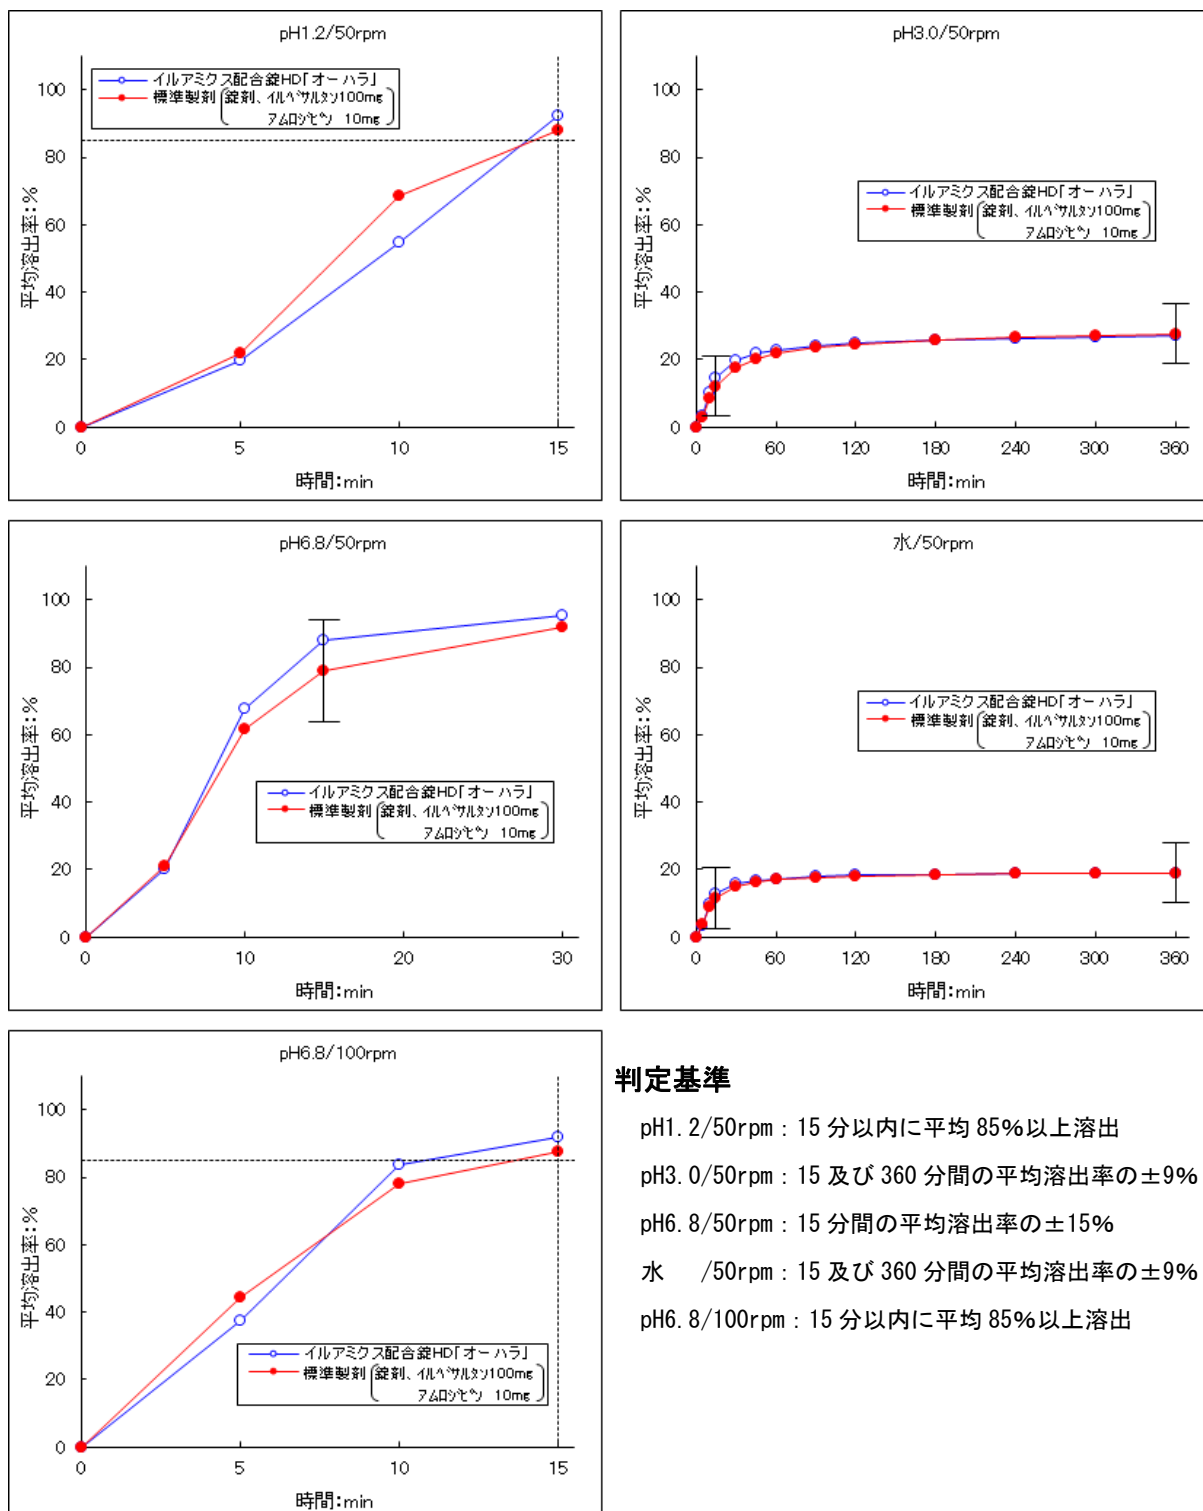 pH1.2/50rpm
平均溶出率:%
100
80
60
40
20
0
イルアミクス配合錠HD「オーハラ」
標準製剤(錠剤、イルベサルタン100mg
アムロジピン 10mg)
0 5 10 15
時間:min
pH3.0/50rpm
平均溶出率:%
100
80
60
40
20
0
イルアミクス配合錠HD「オーハラ」
標準製剤(錠剤、イルベサルタン100mg
アムロジピン 10mg)
0 60 120 180 240 300 360
時間:min
pH6.8/50rpm
平均溶出率:%
100
80
60
40
20
0
イルアミクス配合錠HD「オーハラ」
標準製剤(錠剤、イルベサルタン100mg
アムロジピン 10mg)
0 10 20 30
時間:min
水/50rpm
平均溶出率:%
100
80
60
40
20
0
イルアミクス配合錠HD「オーハラ」
標準製剤(錠剤、イルベサルタン100mg
アムロジピン 10mg)
0 60 120 180 240 300 360
時間:min
pH6.8/100rpm
平均溶出率:%
100
80
60
40
20
0
イルアミクス配合錠HD「オーハラ」
標準製剤(錠剤、イルベサルタン100mg
アムロジピン 10mg)
0 5 10 15
時間:min
判定基準
pH1.2/50rpm:15分以内に平均85%以上溶出
pH3.0/50rpm:15及び360分間の平均溶出率の±9%
pH6.8/50rpm:15分間の平均溶出率の±15%
水 /50rpm:15及び360分間の平均溶出率の±9%
pH6.8/100rpm:15分以内に平均85%以上溶出